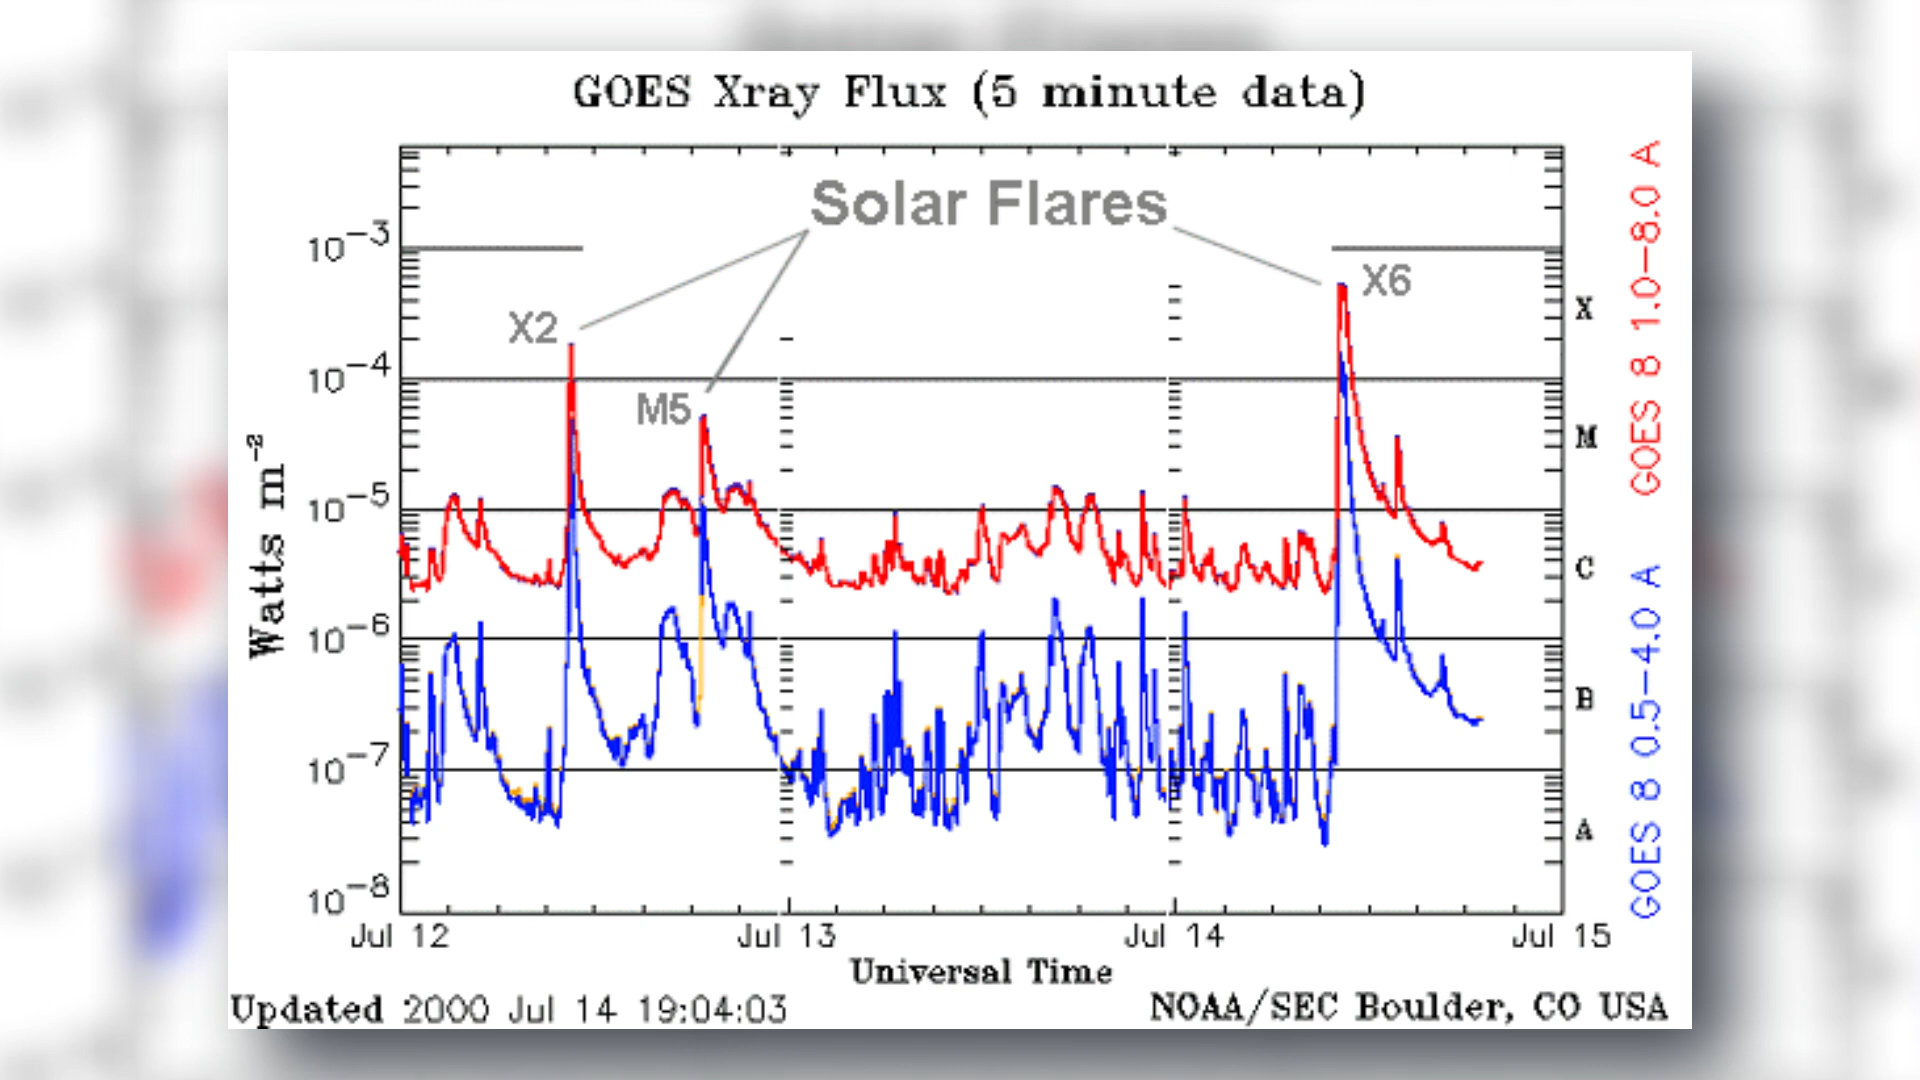 GOES Xray Flux (5 minute data)
Solar Flares
X2
M5
X6
10−3
10−4
10−5
10−6
10−7
10−8
Watts m−2
X
M
C
B
A
GOES 8 1.0−8.0 A
GOES 8 0.5−4.0 A
Jul 12
Jul 13
Jul 14
Jul 15
Universal Time
Updated 2000 Jul 14 19:04:03
NOAA/SEC Boulder, CO USA